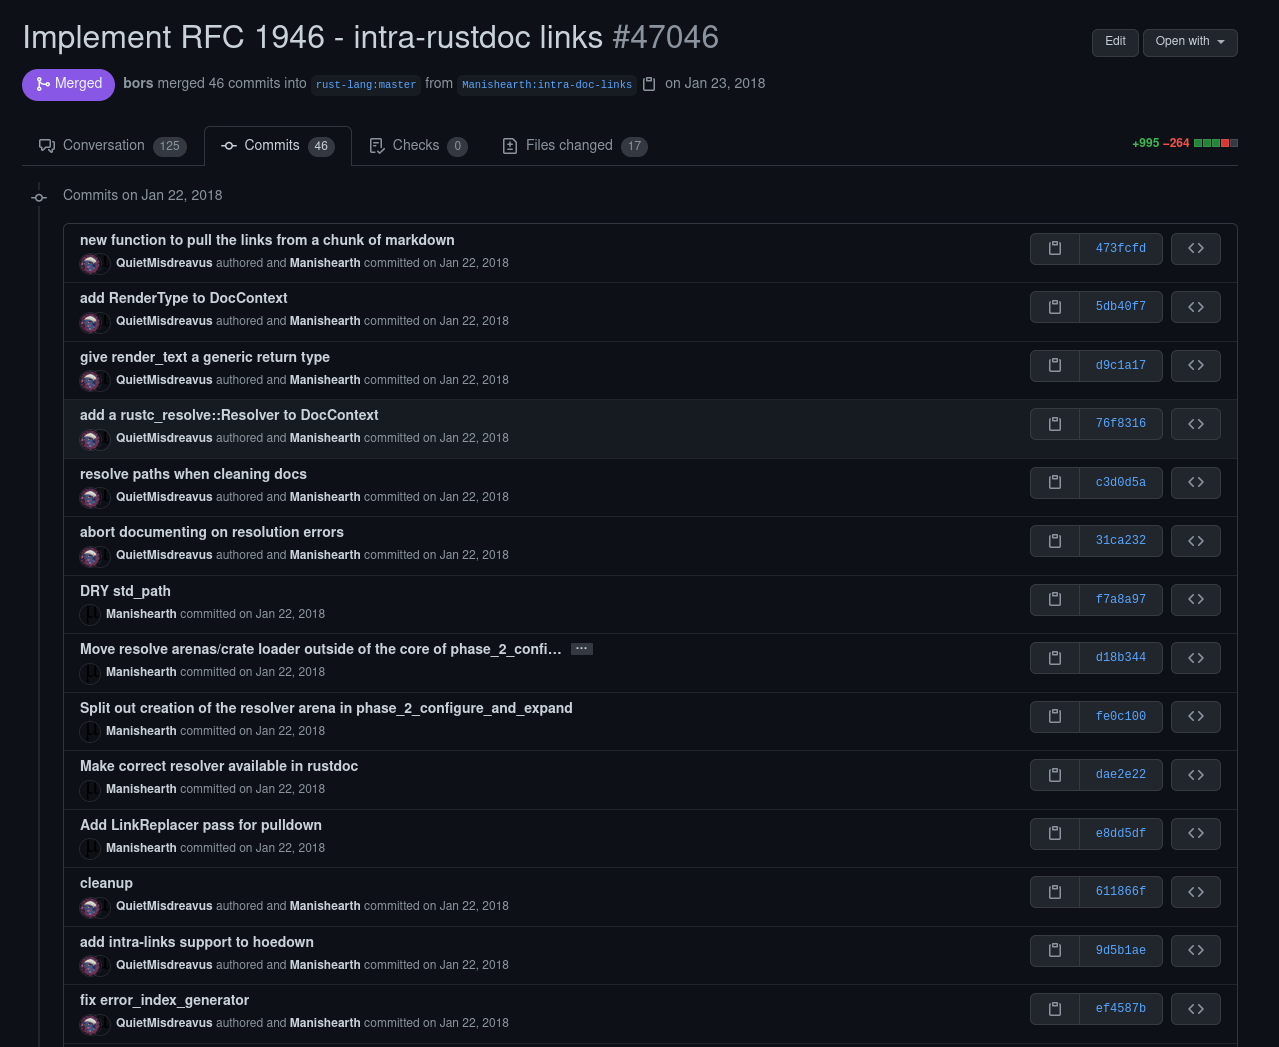 Implement RFC 1946 - intra-rustdoc links #47046
Edit
Open with
Merged
bors merged 46 commits into rust-lang:master from Manishearth:intra-doc-links on Jan 23, 2018
Conversation 125
Commits 46
Checks 0
Files changed 17
+995 −264
Commits on Jan 22, 2018
new function to pull the links from a chunk of markdown
QuietMisdreavus authored and Manishearth committed on Jan 22, 2018
473fcfd
add RenderType to DocContext
QuietMisdreavus authored and Manishearth committed on Jan 22, 2018
5db40f7
give render_text a generic return type
QuietMisdreavus authored and Manishearth committed on Jan 22, 2018
d9c1a17
add a rustc_resolve::Resolver to DocContext
QuietMisdreavus authored and Manishearth committed on Jan 22, 2018
76f8316
resolve paths when cleaning docs
QuietMisdreavus authored and Manishearth committed on Jan 22, 2018
c3d0d5a
abort documenting on resolution errors
QuietMisdreavus authored and Manishearth committed on Jan 22, 2018
31ca232
DRY std_path
Manishearth committed on Jan 22, 2018
f7a8a97
Move resolve arenas/crate loader outside of the core of phase_2_confi… …
Manishearth committed on Jan 22, 2018
d18b344
Split out creation of the resolver arena in phase_2_configure_and_expand
Manishearth committed on Jan 22, 2018
fe0c100
Make correct resolver available in rustdoc
Manishearth committed on Jan 22, 2018
dae2e22
Add LinkReplacer pass for pulldown
Manishearth committed on Jan 22, 2018
e8dd5df
cleanup
QuietMisdreavus authored and Manishearth committed on Jan 22, 2018
611866f
add intra-links support to hoedown
QuietMisdreavus authored and Manishearth committed on Jan 22, 2018
9d5b1ae
fix error_index_generator
QuietMisdreavus authored and Manishearth committed on Jan 22, 2018
ef4587b